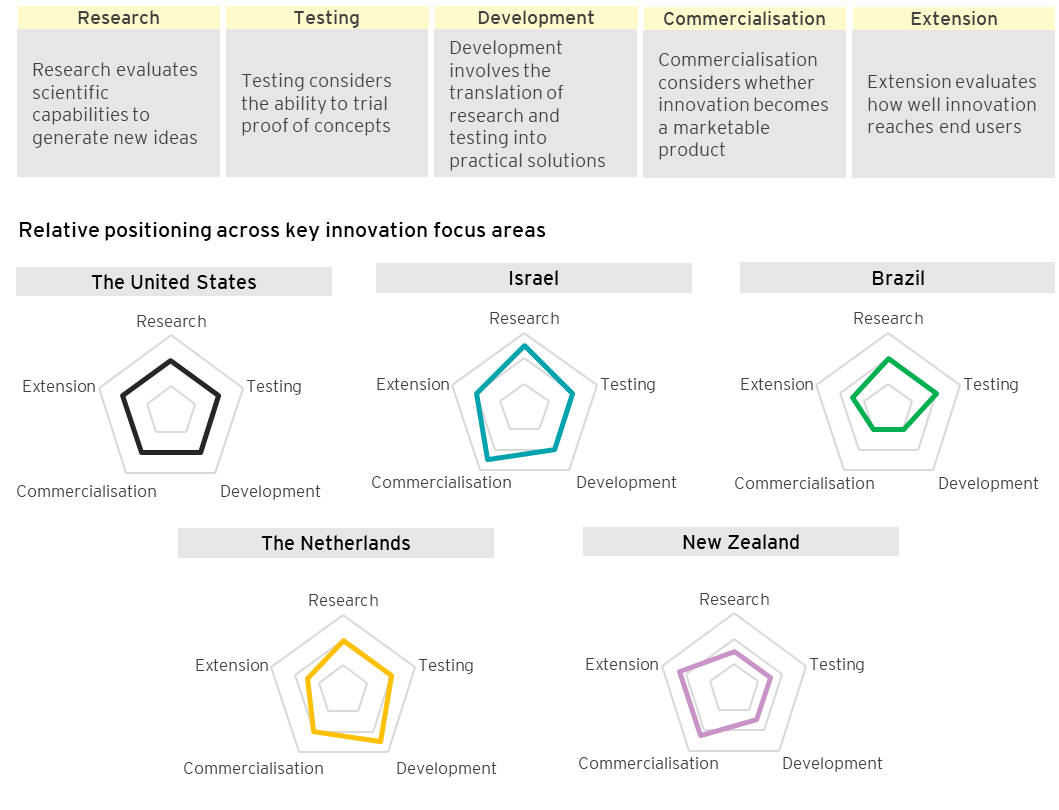 Research
Testing
Development
Commercialisation
Extension
Research evaluates
scientific
capabilities to
generate new ideas
Testing considers
the ability to trial
proof of concepts
Development
involves the
translation of
research and
testing into
practical solutions
Commercialisation
considers whether
innovation becomes
a marketable
product
Extension evaluates
how well innovation
reaches end users
Relative positioning across key innovation focus areas
The United States
Research
Extension
Testing
Commercialisation
Development
Israel
Research
Extension
Testing
Commercialisation
Development
Brazil
Research
Extension
Testing
Commercialisation
Development
The Netherlands
Research
Extension
Testing
Commercialisation
Development
New Zealand
Research
Extension
Testing
Commercialisation
Development